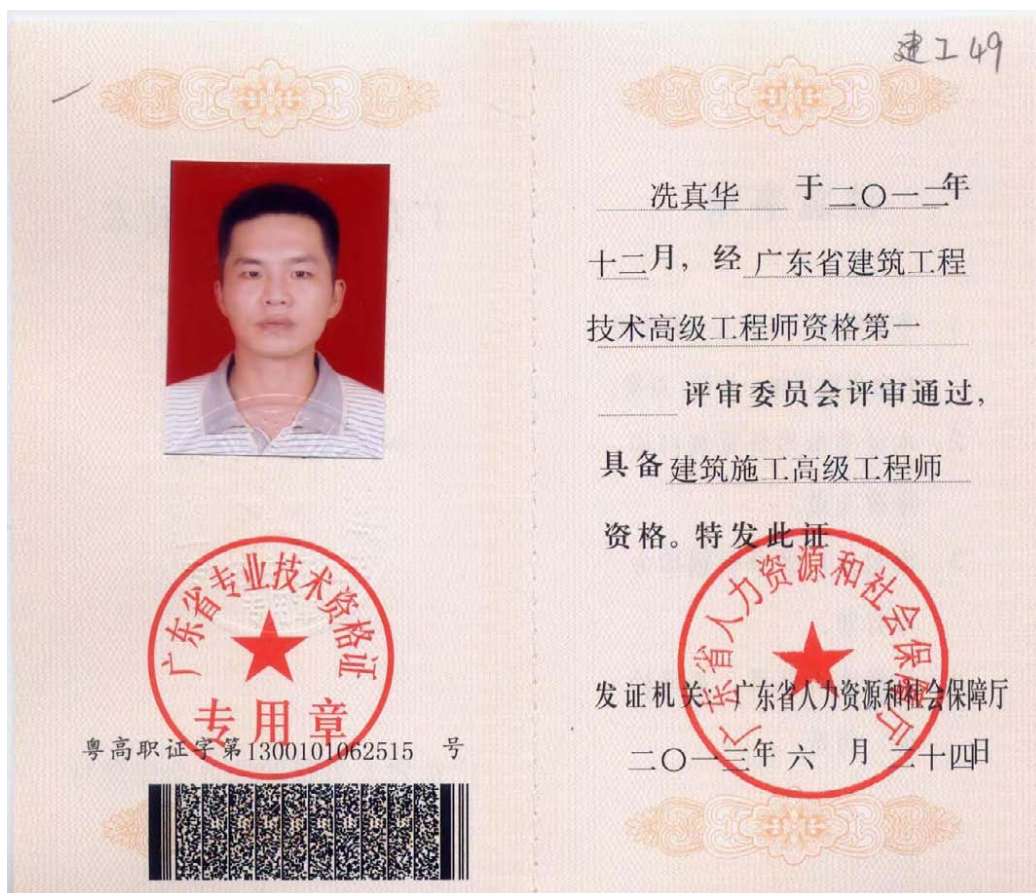 建工49
冼真华 于二〇一二年
十二月，经广东省建筑工程
技术高级工程师资格第一
评审委员会评审通过，
具备建筑施工高级工程师
资格。特发此证
广东省人力资源和社会保障厅
发证机关：广东省人力资源和社会保障厅
二〇一三年六月二十四日
广东省专业技术资格证
专用章
粤高职证字第1300101062515号